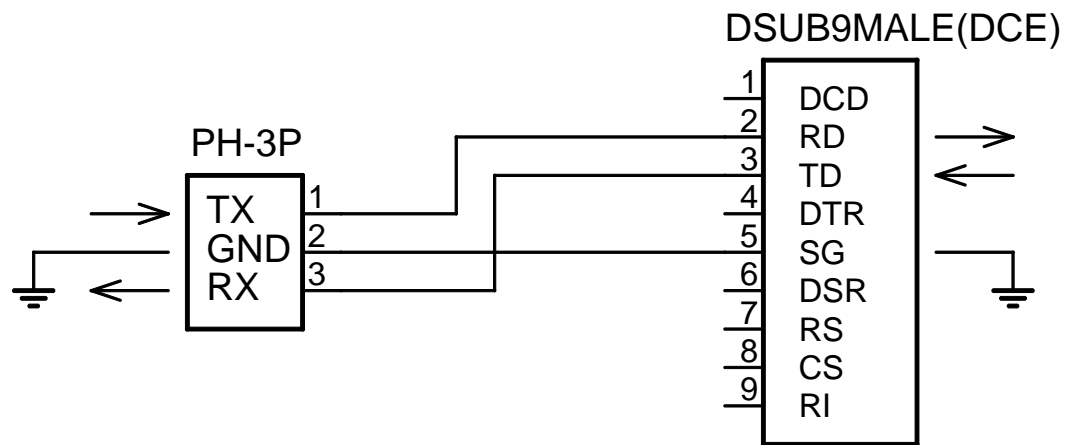 DSUB9MALE(DCE)
PH-3P
TX 1
GND 2
RX 3
1 DCD
2 RD
3 TD
4 DTR
5 SG
6 DSR
7 RS
8 CS
9 RI